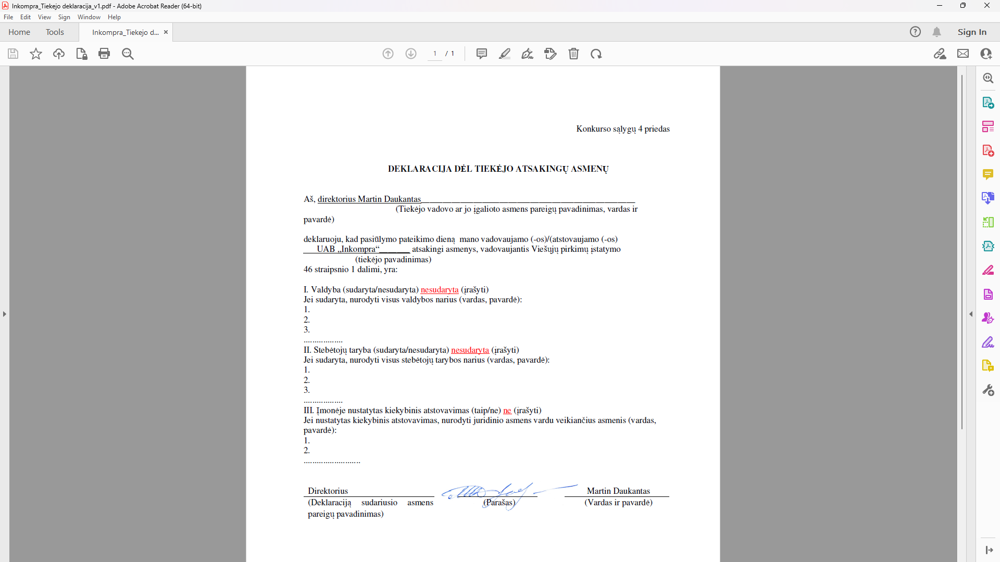 Inkompra_Tiekejo deklaracija_v1.pdf - Adobe Acrobat Reader (64-bit)
File Edit View Sign Window Help
Home Tools Inkompra_Tiekejo d... Sign In
1 / 1
Konkurso sąlygų 4 priedas
DEKLARACIJA DĖL TIEKĖJO ATSAKINGŲ ASMENŲ
Aš, direktorius Martin Daukantas
(Tiekėjo vadovo ar jo įgalioto asmens pareigų pavadinimas, vardas ir
pavardė)
deklaruoju, kad pasiūlymo pateikimo dieną mano vadovaujamo (-os)/(atstovaujamo (-os)
UAB „Inkompra“_______ atsakingi asmenys, vadovaujantis Viešųjų pirkimų įstatymo
(tiekėjo pavadinimas)
46 straipsnio 1 dalimi, yra:
I. Valdyba (sudaryta/nesudaryta) nesudaryta (įrašyti)
Jei sudaryta, nurodyti visus valdybos narius (vardas, pavardė):
1.
2.
3.
..................
II. Stebėtojų taryba (sudaryta/nesudaryta) nesudaryta (įrašyti)
Jei sudaryta, nurodyti visus stebėtojų tarybos narius (vardas, pavardė):
1.
2.
3.
..................
III. Įmonėje nustatytas kiekybinis atstovavimas (taip/ne) ne (įrašyti)
Jei nustatytas kiekybinis atstovavimas, nurodyti juridinio asmens vardu veikiančius asmenis (vardas,
pavardė):
1.
2.
..........................
Direktorius Martin Daukantas
(Deklaraciją sudariusio asmens (Parašas) (Vardas ir pavardė)
pareigų pavadinimas)